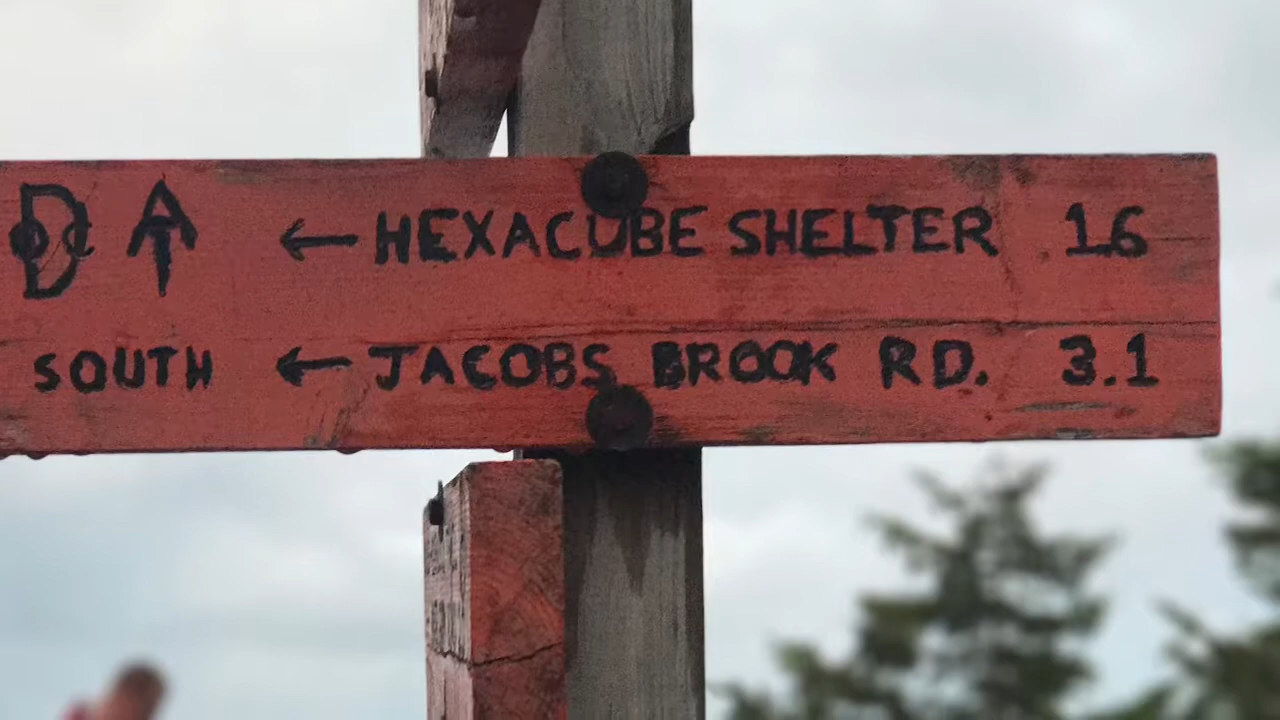 ← HEXACUBE SHELTER 1.6
SOUTH ← JACOBS BROOK RD. 3.1